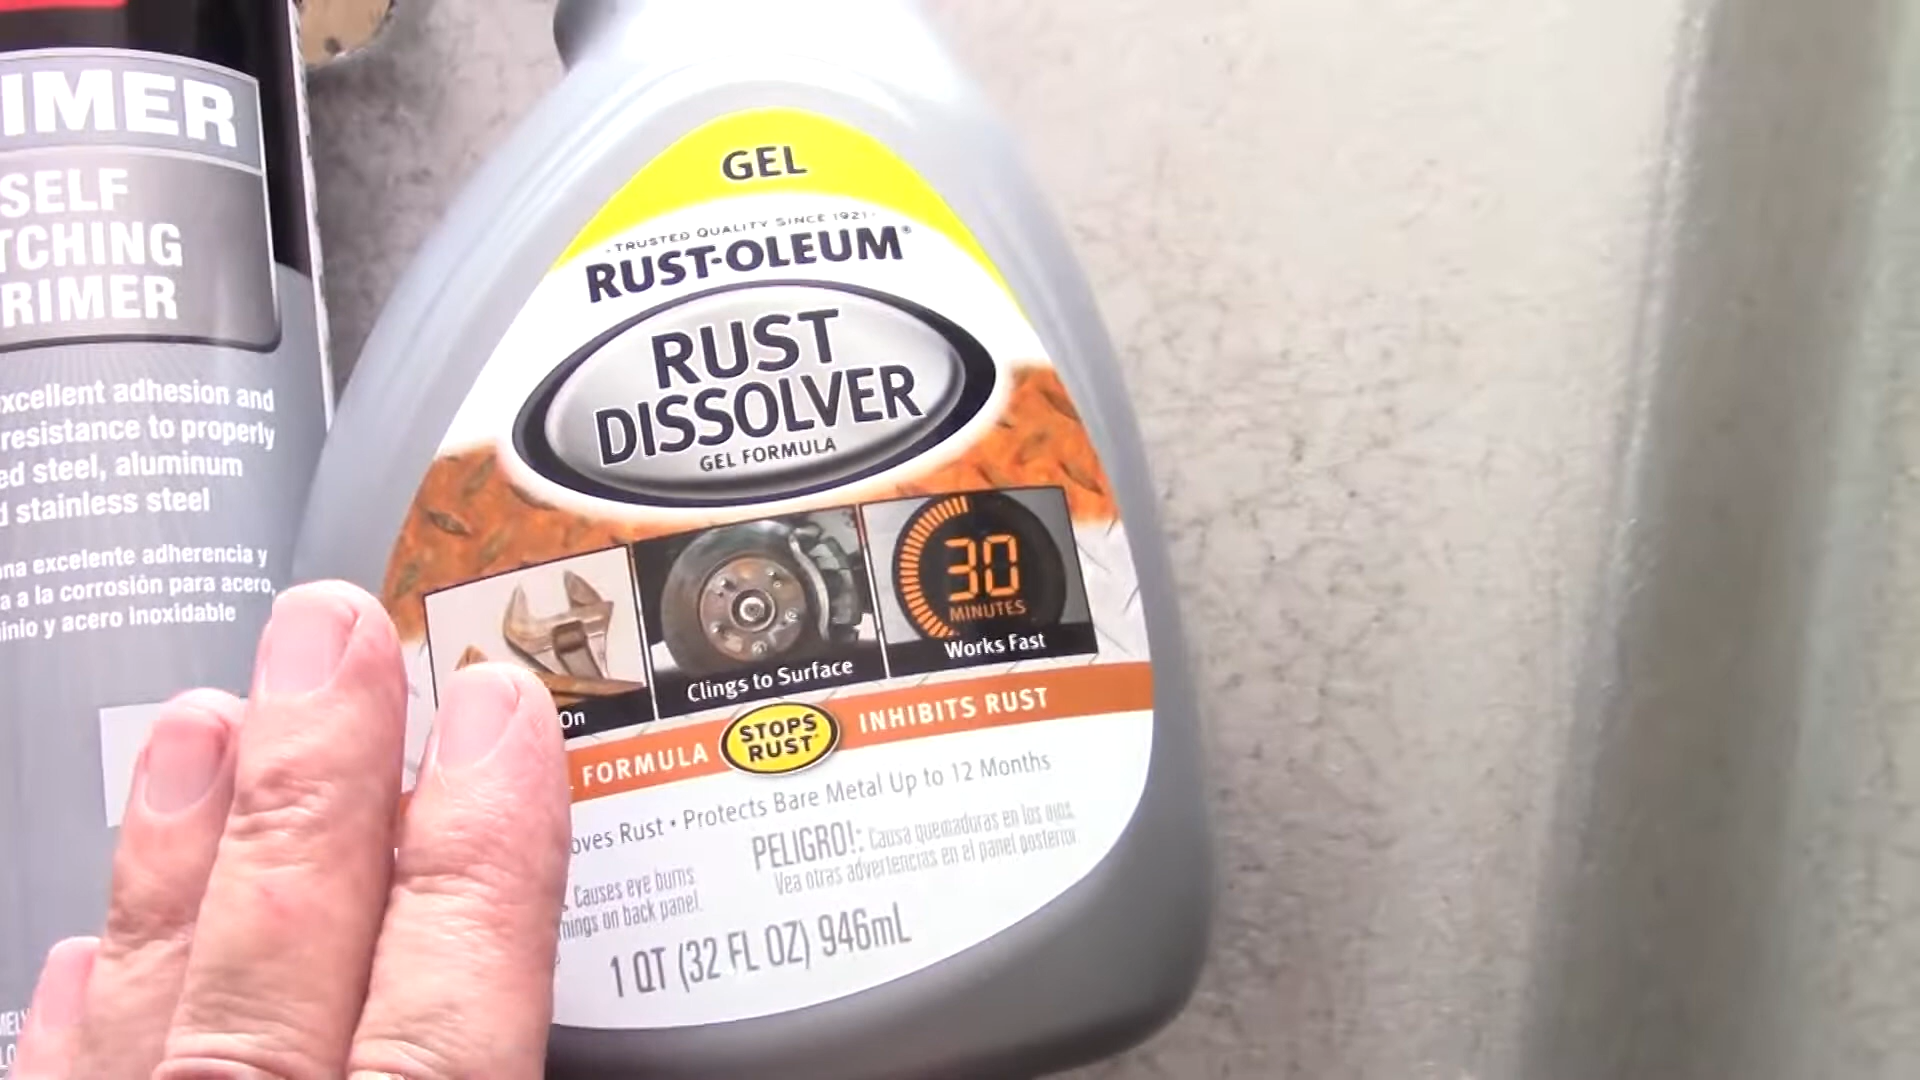 IMER
SELF
TCHING
RIMER
xcellent adhesion and
resistance to properly
ed steel, aluminum
d stainless steel
na excelente adherencia y
a a la corrosión para acero,
inio y acero inoxidable
GEL
·TRUSTED QUALITY SINCE 1921·
RUST-OLEUM®
RUST
DISSOLVER
GEL FORMULA
30
MINUTES
On
Clings to Surface
Works Fast
FORMULA
STOPS
RUST
INHIBITS RUST
oves Rust • Protects Bare Metal Up to 12 Months
Causes eye burns
nings on back panel.
PELIGRO!: Causa quemaduras en los ojos.
Vea otras advertencias en el panel posterior.
1 QT (32 FL OZ) 946mL